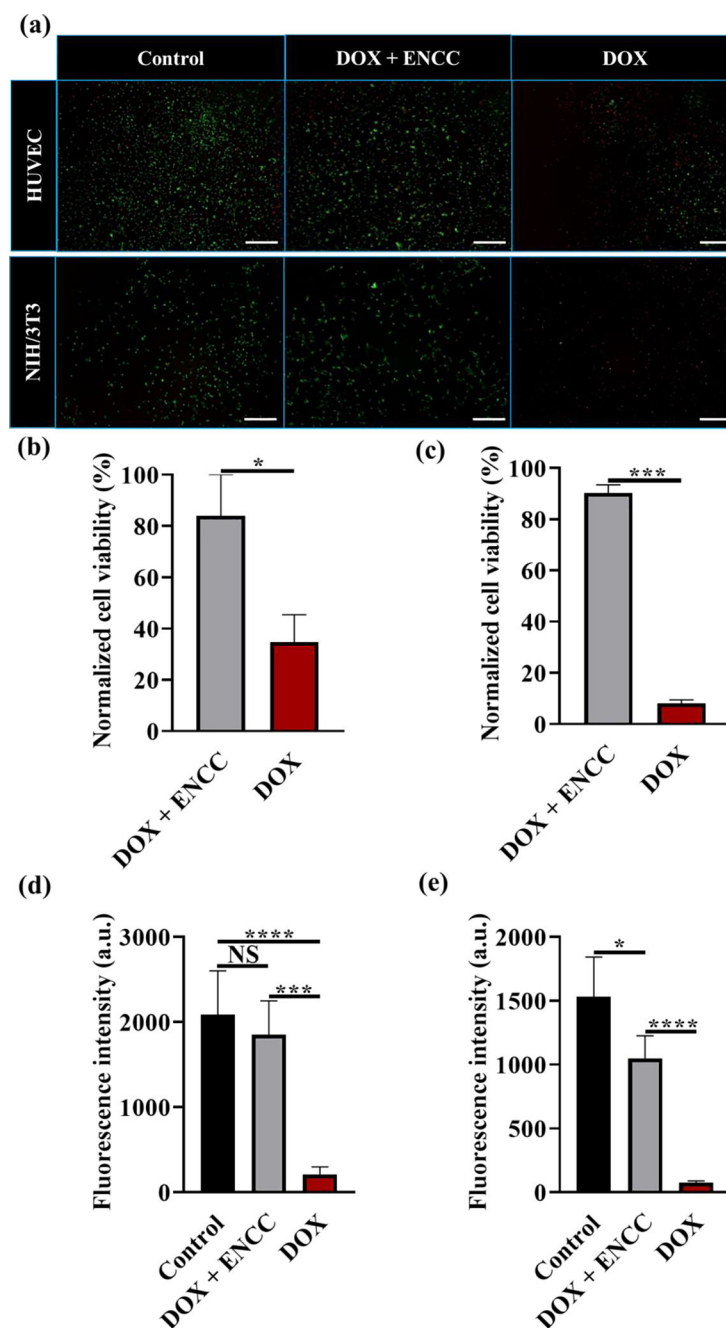 (a)
Control
DOX + ENCC
DOX
HUVEC
NIH/3T3
(b)
Normalized cell viability (%)
100
80
60
40
20
0
*
DOX + ENCC
DOX
(c)
Normalized cell viability (%)
100
80
60
40
20
0
***
DOX + ENCC
DOX
(d)
Fluorescence intensity (a.u.)
3000
2000
1000
0
****
NS
***
Control
DOX + ENCC
DOX
(e)
Fluorescence intensity (a.u.)
2000
1500
1000
500
0
*
****
Control
DOX + ENCC
DOX